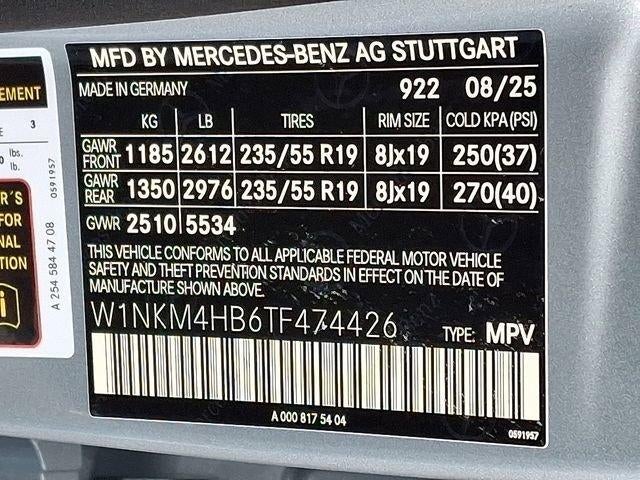 MFD BY MERCEDES-BENZ AG STUTTGART
MADE IN GERMANY 922 08/25
KG LB TIRES RIM SIZE COLD KPA(PSI)
GAWR FRONT 1185 2612 235/55 R19 8Jx19 250(37)
GAWR REAR 1350 2976 235/55 R19 8Jx19 270(40)
GWR 2510 5534
THIS VEHICLE CONFORMS TO ALL APPLICABLE FEDERAL MOTOR VEHICLE
SAFETY AND THEFT PREVENTION STANDARDS IN EFFECT ON THE DATE OF
MANUFACTURE SHOWN ABOVE.
W1NKM4HB6TF474426 TYPE: MPV
A 000 817 54 04
0591957
EMENT
3
lbs.
lb.
0591957
R´S
FOR
NAL
TION
i
A 254 584 47 08